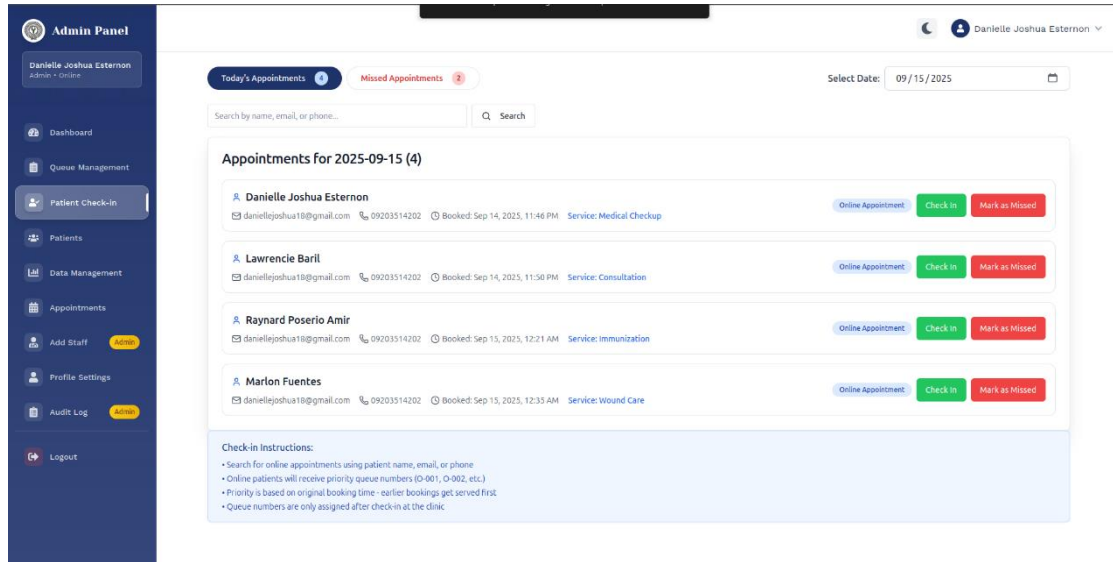 Admin Panel
Danielle Joshua Esternon
Admin • Online
Dashboard
Queue Management
Patient Check-in
Patients
Data Management
Appointments
Add Staff Admin
Profile Settings
Audit Log Admin
Logout
Danielle Joshua Esternon
Today's Appointments 4
Missed Appointments 2
Select Date: 09/15/2025
Search by name, email, or phone...
Search
Appointments for 2025-09-15 (4)
Danielle Joshua Esternon
daniellejoshua18@gmail.com 09203514202 Booked: Sep 14, 2025, 11:46 PM Service: Medical Checkup
Online Appointment Check In Mark as Missed
Lawrencie Baril
daniellejoshua18@gmail.com 09203514202 Booked: Sep 14, 2025, 11:50 PM Service: Consultation
Online Appointment Check In Mark as Missed
Raynard Poserio Amir
daniellejoshua18@gmail.com 09203514202 Booked: Sep 15, 2025, 12:21 AM Service: Immunization
Online Appointment Check In Mark as Missed
Marlon Fuentes
daniellejoshua18@gmail.com 09203514202 Booked: Sep 15, 2025, 12:35 AM Service: Wound Care
Online Appointment Check In Mark as Missed
Check-in Instructions:
• Search for online appointments using patient name, email, or phone
• Online patients will receive priority queue numbers (O-001, O-002, etc.)
• Priority is based on original booking time - earlier bookings get served first
• Queue numbers are only assigned after check-in at the clinic